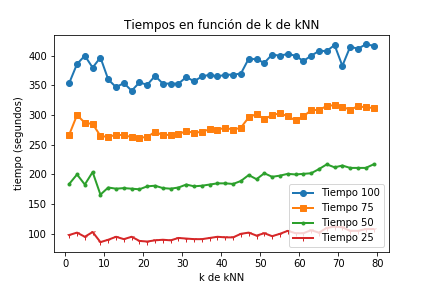 Tiempos en función de k de kNN
tiempo (segundos)
400
350
300
250
200
150
100
Tiempo 100
Tiempo 75
Tiempo 50
Tiempo 25
0 10 20 30 40 50 60 70 80
k de kNN